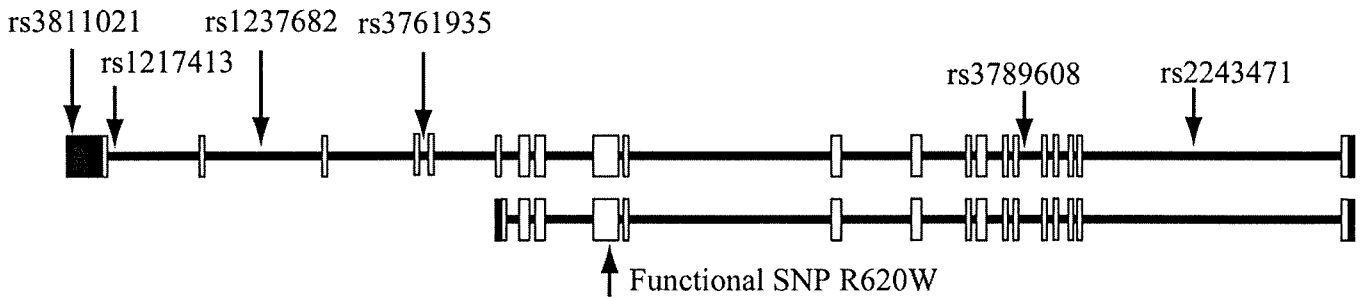 rs3811021
rs1237682
rs3761935
rs1217413
rs3789608
rs2243471
Functional SNP R620W